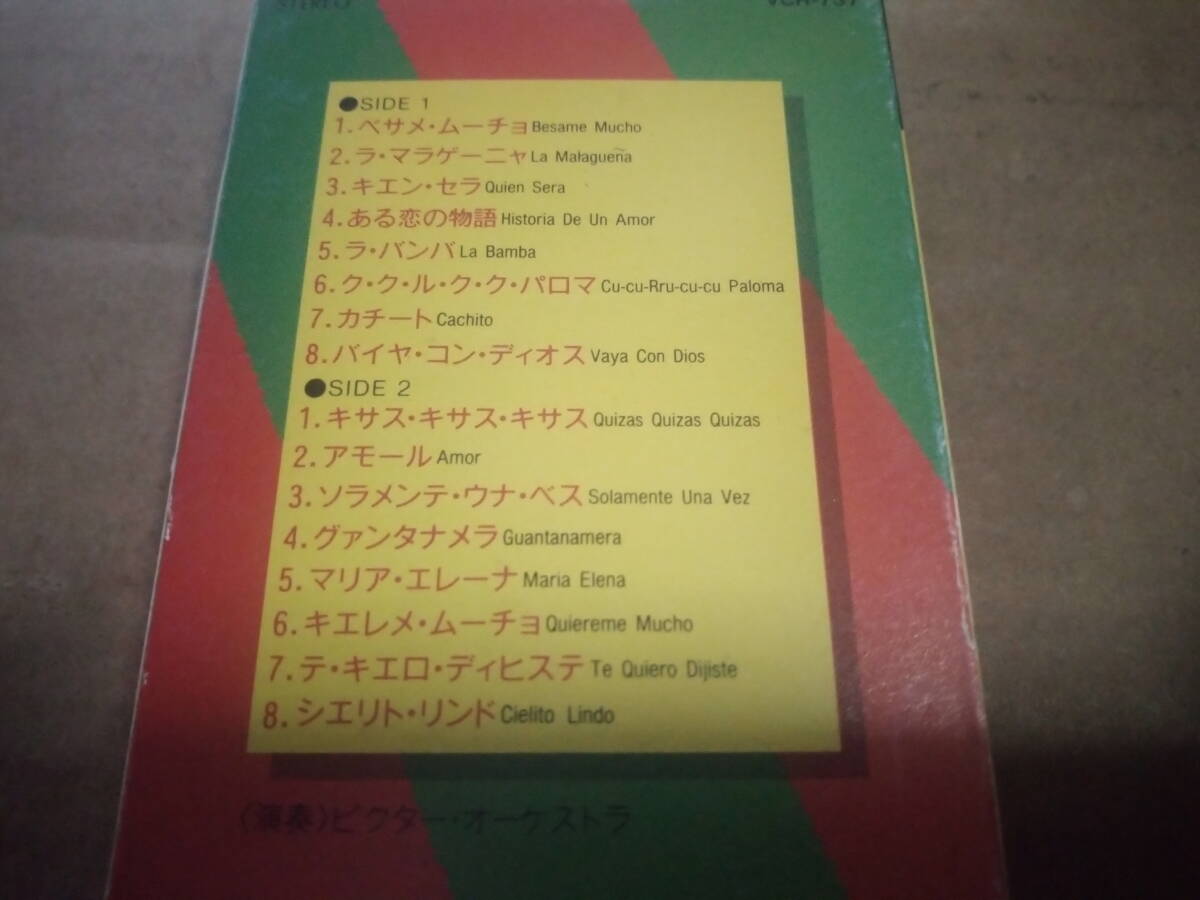 STEREO
●SIDE 1
1.ベサメ・ムーチョ Besame Mucho
2.ラ・マラゲーニャ La Malagueña
3.キエン・セラ Quien Sera
4.ある恋の物語 Historia De Un Amor
5.ラ・バンバ La Bamba
6.ク・ク・ル・ク・ク・パロマ Cu-cu-Rru-cu-cu Paloma
7.カチート Cachito
8.バイヤ・コン・ディオス Vaya Con Dios
●SIDE 2
1.キサス・キサス・キサス Quizas Quizas Quizas
2.アモール Amor
3.ソラメンテ・ウナ・ベス Solamente Una Vez
4.グァンタナメラ Guantanamera
5.マリア・エレーナ Maria Elena
6.キエレメ・ムーチョ Quiereme Mucho
7.テ・キエロ・ディヒステ Te Quiero Dijiste
8.シエリト・リンド Cielito Lindo
(演奏)ビクター・オーケストラ